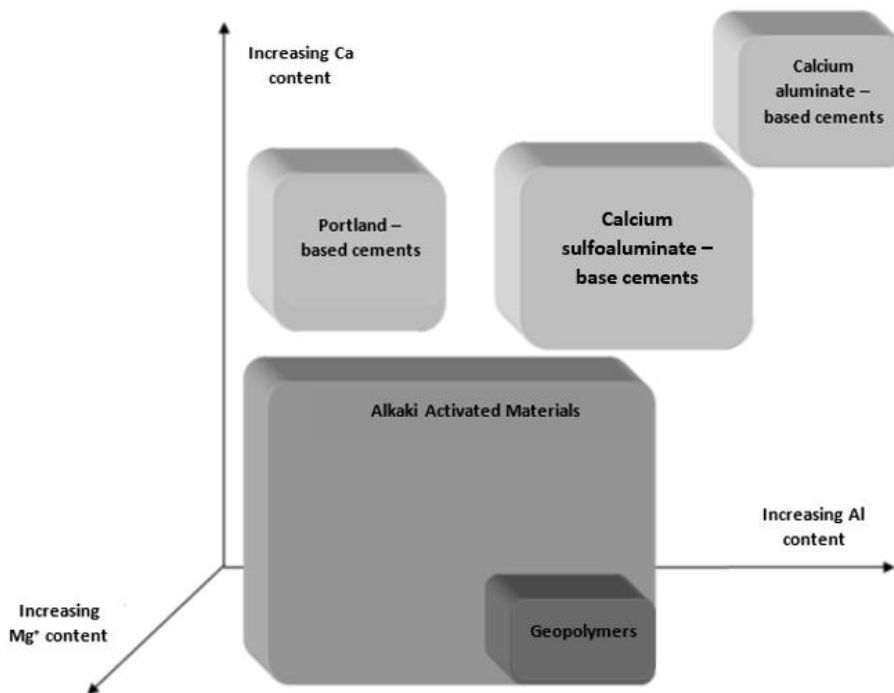 Increasing Ca
content
Calcium
aluminate –
based cements
Portland –
based cements
Calcium
sulfoaluminate –
base cements
Alkaki Activated Materials
Increasing Al
content
Increasing
Mg⁺ content
Geopolymers